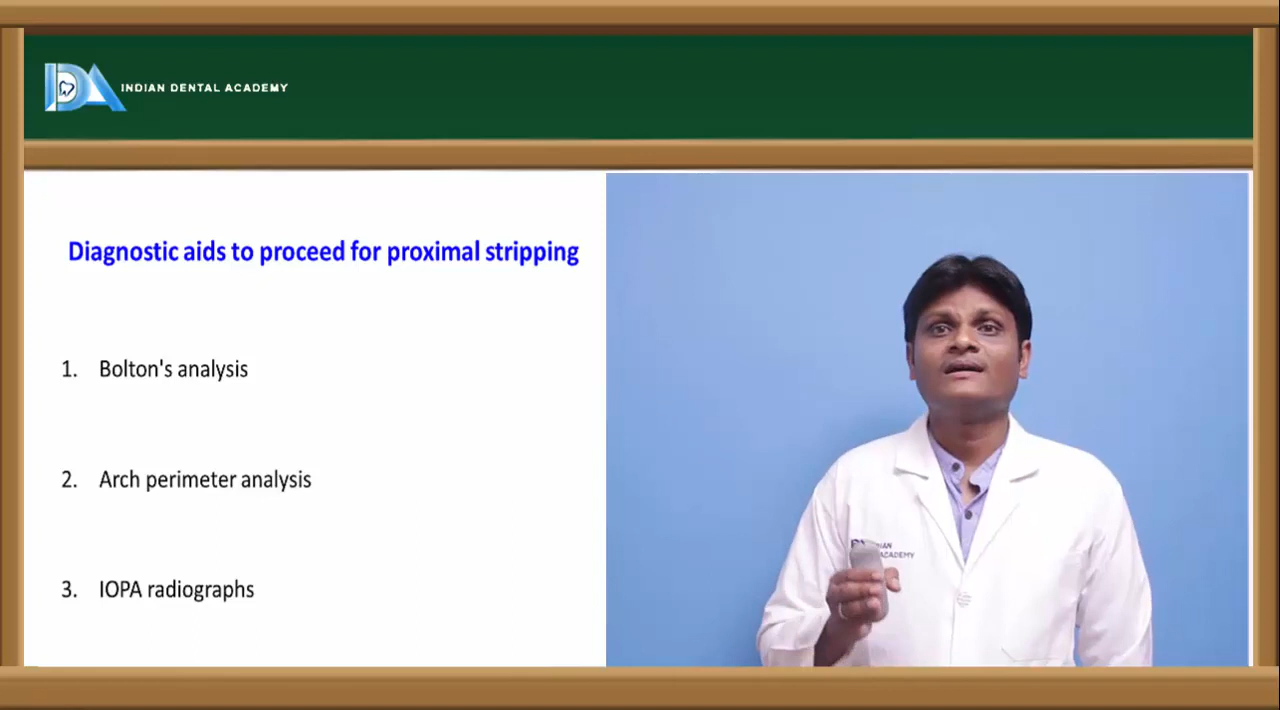 INDIAN DENTAL ACADEMY
Diagnostic aids to proceed for proximal stripping
1. Bolton's analysis
2. Arch perimeter analysis
3. IOPA radiographs
ACADEMY